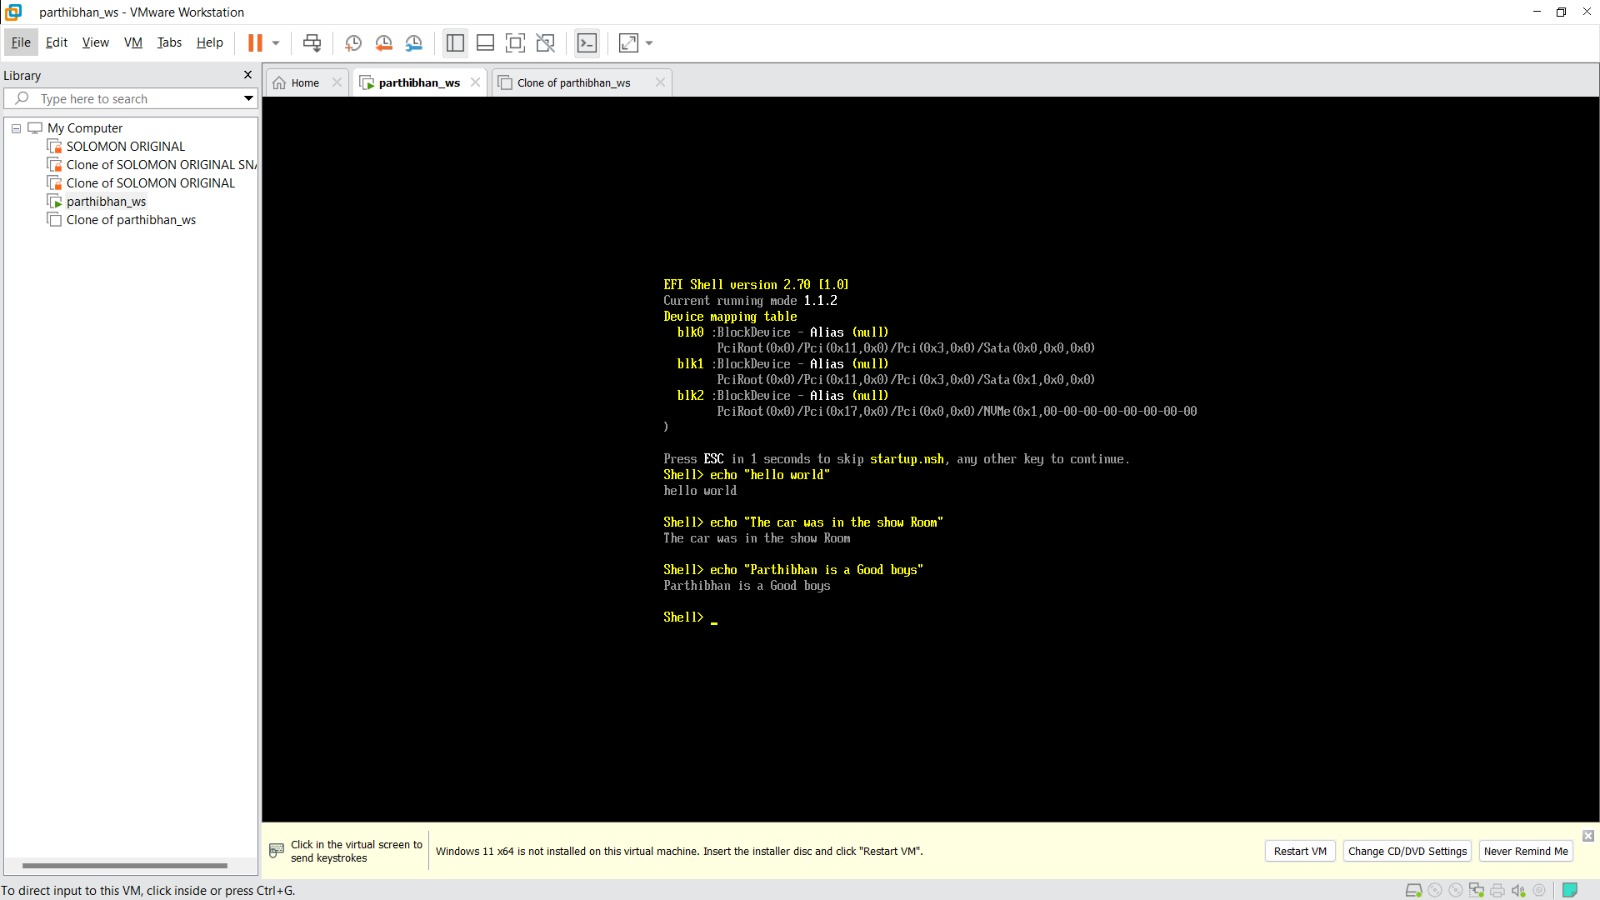 parthibhan_ws - VMware Workstation
File Edit View VM Tabs Help
Library
Type here to search
My Computer
SOLOMON ORIGINAL
Clone of SOLOMON ORIGINAL SNA
Clone of SOLOMON ORIGINAL
parthibhan_ws
Clone of parthibhan_ws
Home
parthibhan_ws
Clone of parthibhan_ws
EFI Shell version 2.70 [1.0]
Current running mode 1.1.2
Device mapping table
blk0 :BlockDevice - Alias (null)
PciRoot(0x0)/Pci(0x11,0x0)/Pci(0x3,0x0)/Sata(0x0,0x0,0x0)
blk1 :BlockDevice - Alias (null)
PciRoot(0x0)/Pci(0x11,0x0)/Pci(0x3,0x0)/Sata(0x1,0x0,0x0)
blk2 :BlockDevice - Alias (null)
PciRoot(0x0)/Pci(0x17,0x0)/Pci(0x0,0x0)/NVMe(0x1,00-00-00-00-00-00-00-00
)
Press ESC in 1 seconds to skip startup.nsh, any other key to continue.
Shell> echo "hello world"
hello world
Shell> echo "The car was in the show Room"
The car was in the show Room
Shell> echo "Parthibhan is a Good boys"
Parthibhan is a Good boys
Shell> _
Click in the virtual screen to
send keystrokes
Windows 11 x64 is not installed on this virtual machine. Insert the installer disc and click "Restart VM".
Restart VM
Change CD/DVD Settings
Never Remind Me
To direct input to this VM, click inside or press Ctrl+G.